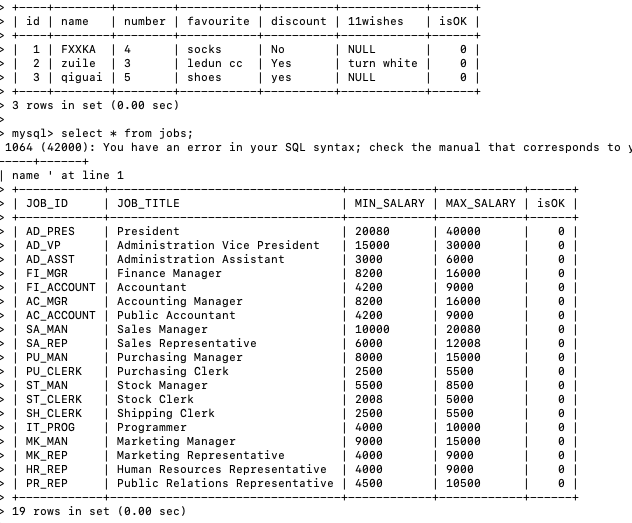 > +----+--------+--------+-----------+----------+------------+------+
> | id | name   | number | favourite | discount | 11wishes   | isOK |
> +----+--------+--------+-----------+----------+------------+------+
> |  1 | FXXKA  | 4      | socks     | No       | NULL       |    0 |
> |  2 | zuile  | 3      | ledun cc  | Yes      | turn white |    0 |
> |  3 | qiguai | 5      | shoes     | yes      | NULL       |    0 |
> +----+--------+--------+-----------+----------+------------+------+
> 3 rows in set (0.00 sec)
>
> mysql> select * from jobs;
1064 (42000): You have an error in your SQL syntax; check the manual that corresponds to y
-----+------+
| name ' at line 1
> +------------+---------------------------------+------------+------------+------+
> | JOB_ID     | JOB_TITLE                       | MIN_SALARY | MAX_SALARY | isOK |
> +------------+---------------------------------+------------+------------+------+
> | AD_PRES    | President                       | 20080      | 40000      |    0 |
> | AD_VP      | Administration Vice President   | 15000      | 30000      |    0 |
> | AD_ASST    | Administration Assistant        | 3000       | 6000       |    0 |
> | FI_MGR     | Finance Manager                 | 8200       | 16000      |    0 |
> | FI_ACCOUNT | Accountant                      | 4200       | 9000       |    0 |
> | AC_MGR     | Accounting Manager              | 8200       | 16000      |    0 |
> | AC_ACCOUNT | Public Accountant               | 4200       | 9000       |    0 |
> | SA_MAN     | Sales Manager                   | 10000      | 20080      |    0 |
> | SA_REP     | Sales Representative            | 6000       | 12008      |    0 |
> | PU_MAN     | Purchasing Manager              | 8000       | 15000      |    0 |
> | PU_CLERK   | Purchasing Clerk                | 2500       | 5500       |    0 |
> | ST_MAN     | Stock Manager                   | 5500       | 8500       |    0 |
> | ST_CLERK   | Stock Clerk                     | 2008       | 5000       |    0 |
> | SH_CLERK   | Shipping Clerk                  | 2500       | 5500       |    0 |
> | IT_PROG    | Programmer                      | 4000       | 10000      |    0 |
> | MK_MAN     | Marketing Manager               | 9000       | 15000      |    0 |
> | MK_REP     | Marketing Representative        | 4000       | 9000       |    0 |
> | HR_REP     | Human Resources Representative  | 4000       | 9000       |    0 |
> | PR_REP     | Public Relations Representative | 4500       | 10500      |    0 |
> +------------+---------------------------------+------------+------------+------+
> 19 rows in set (0.00 sec)